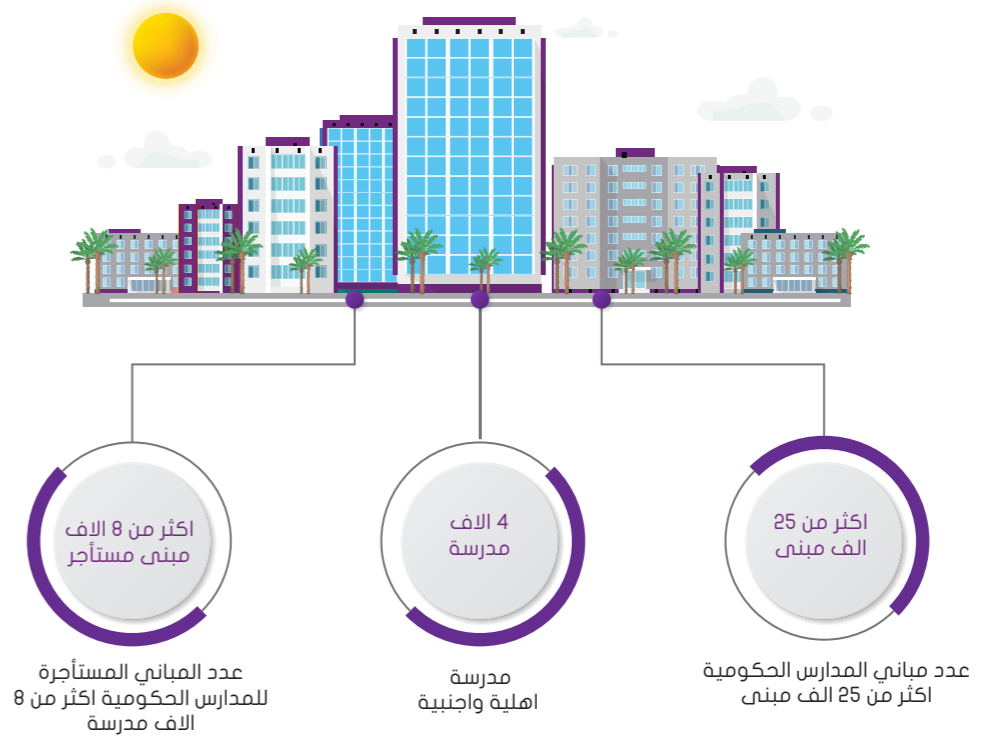 اكثر من 25
الف مبنى
عدد مباني المدارس الحكومية
اكثر من 25 الف مبنى
4 الاف
مدرسة
مدرسة
اهلية واجنبية
اكثر من 8 الاف
مبنى مستأجر
عدد المباني المستأجرة
للمدارس الحكومية اكثر من 8
الاف مدرسة